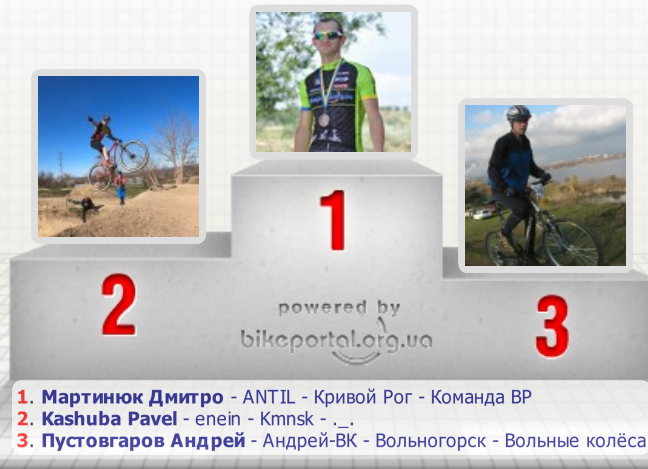 1
2
3
powered by
bikeportal.org.ua
1. Мартинюк Дмитро - ANTIL - Кривой Рог - Команда ВР
2. Kashuba Pavel - enein - Kmnsk - ._.
3. Пустовгаров Андрей - Андрей-ВК - Вольногорск - Вольные колёса